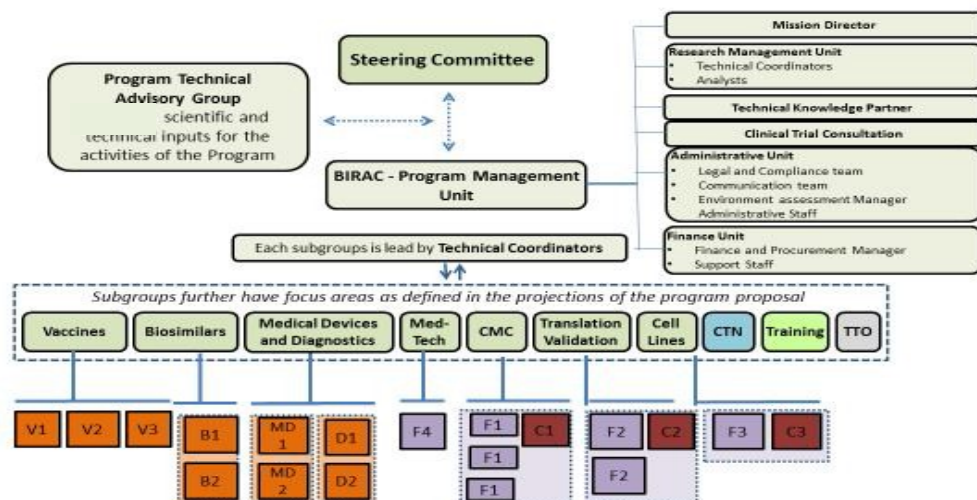 Steering Committee
Program Technical
Advisory Group
scientific and
technical inputs for the
activities of the Program
BIRAC - Program Management
Unit
Mission Director
Research Management Unit
• Technical Coordinators
• Analysts
Technical Knowledge Partner
Clinical Trial Consultation
Administrative Unit
• Legal and Compliance team
• Communication team
• Environment assessment Manager
Administrative Staff
Finance Unit
• Finance and Procurement Manager
• Support Staff
Each subgroups is lead by Technical Coordinators
Subgroups further have focus areas as defined in the projections of the program proposal
Vaccines
Biosimilars
Medical Devices
and Diagnostics
Med-
Tech
CMC
Translation
Validation
Cell
Lines
CTN
Training
TTO
V1
V2
V3
B1
B2
MD
1
MD
2
D1
D2
F4
F1
F1
F1
C1
F2
F2
C2
F3
C3